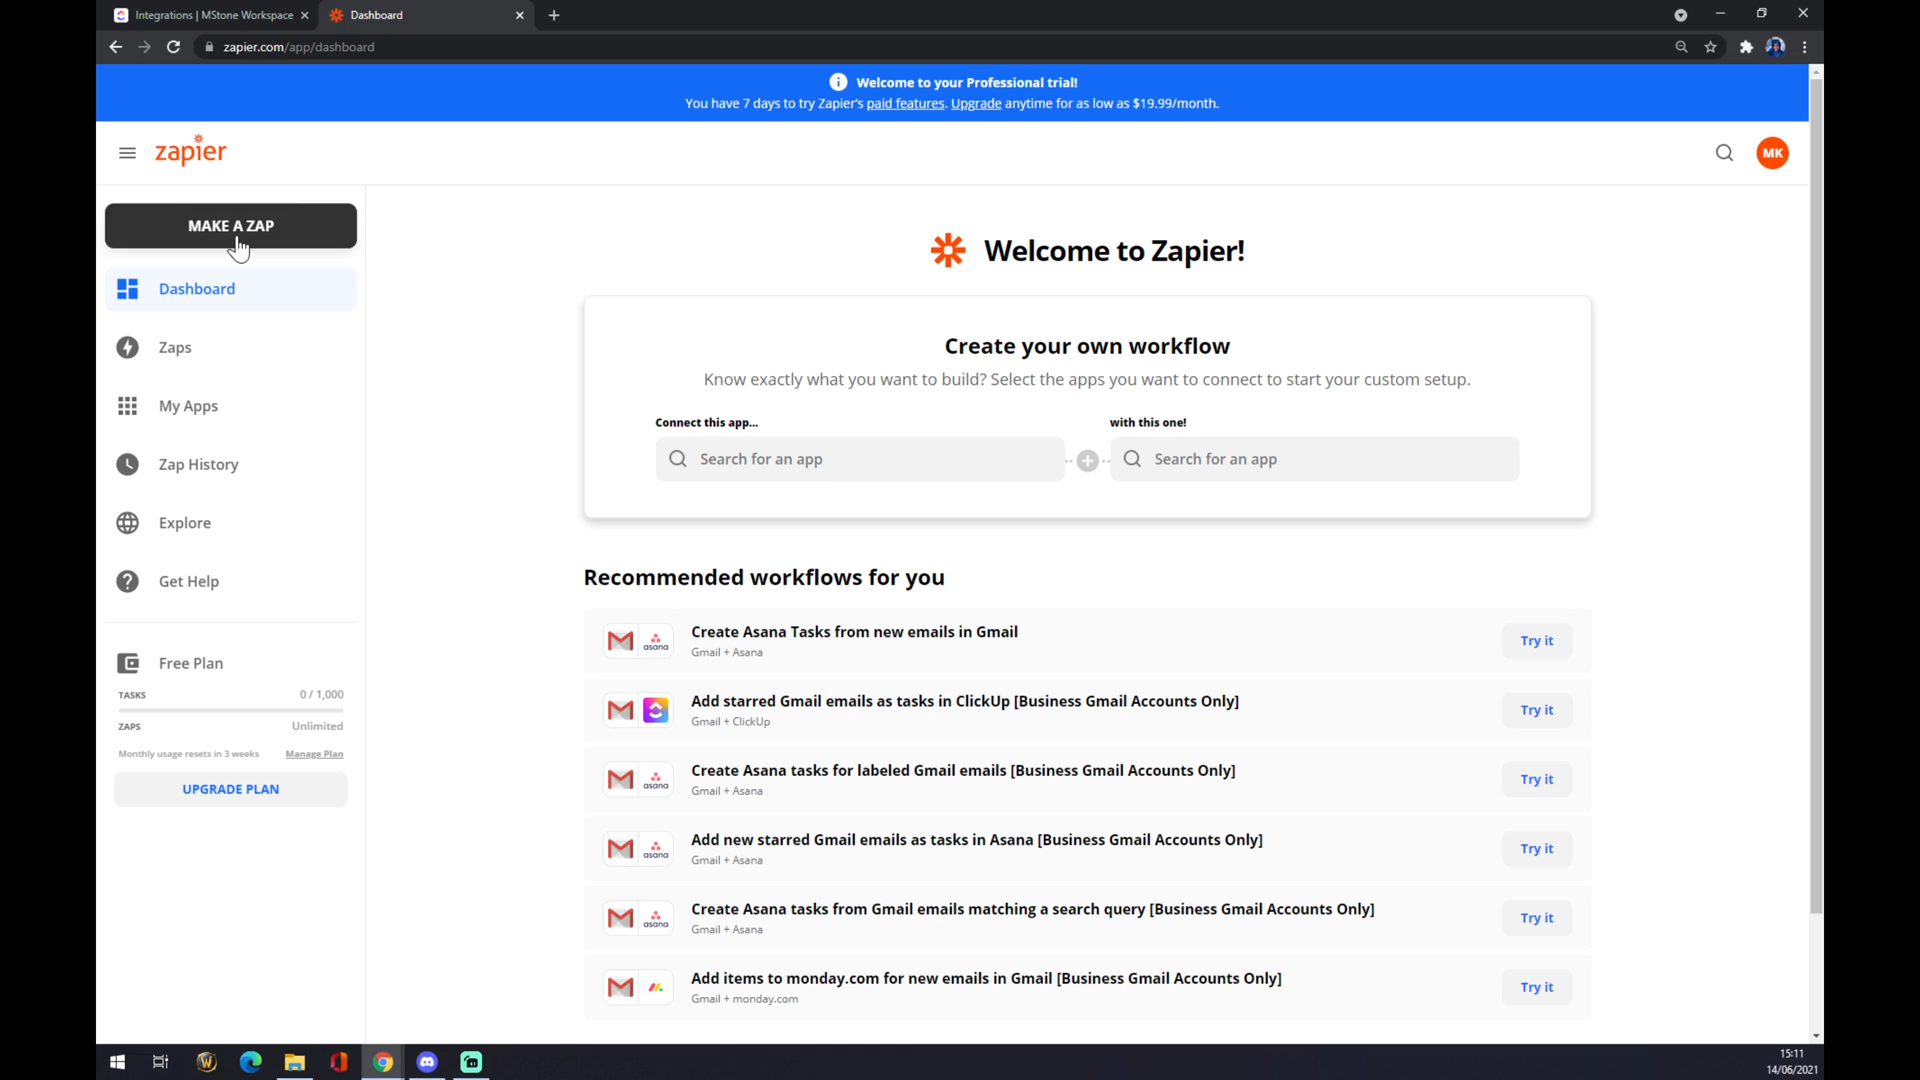 Integrations | MStone Workspace
Dashboard
zapier.com/app/dashboard
Welcome to your Professional trial!
You have 7 days to try Zapier's paid features. Upgrade anytime for as low as $19.99/month.
zapier
MK
MAKE A ZAP
Dashboard
Zaps
My Apps
Zap History
Explore
Get Help
Free Plan
TASKS 0 / 1,000
ZAPS Unlimited
Monthly usage resets in 3 weeks Manage Plan
UPGRADE PLAN
Welcome to Zapier!
Create your own workflow
Know exactly what you want to build? Select the apps you want to connect to start your custom setup.
Connect this app... with this one!
Search for an app Search for an app
Recommended workflows for you
asana
Create Asana Tasks from new emails in Gmail
Gmail + Asana
Try it
Add starred Gmail emails as tasks in ClickUp [Business Gmail Accounts Only]
Gmail + ClickUp
Try it
asana
Create Asana tasks for labeled Gmail emails [Business Gmail Accounts Only]
Gmail + Asana
Try it
asana
Add new starred Gmail emails as tasks in Asana [Business Gmail Accounts Only]
Gmail + Asana
Try it
asana
Create Asana tasks from Gmail emails matching a search query [Business Gmail Accounts Only]
Gmail + Asana
Try it
Add items to monday.com for new emails in Gmail [Business Gmail Accounts Only]
Gmail + monday.com
Try it
15:11
14/06/2021